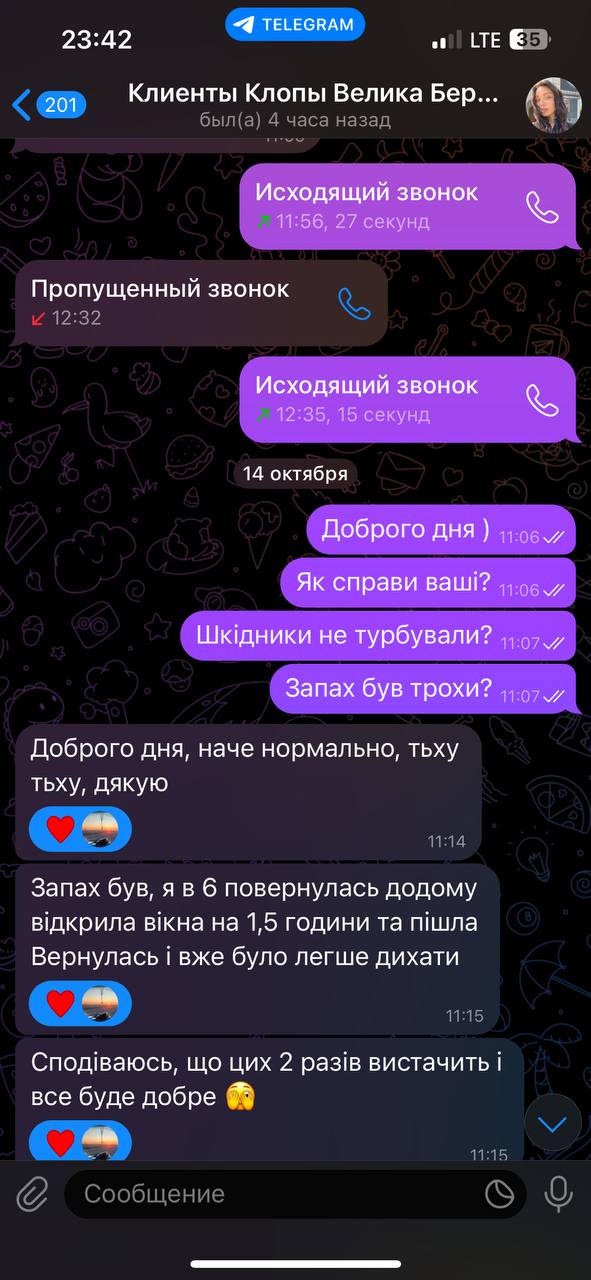 23:42
TELEGRAM
LTE
35
201
Клиенты Клопы Велика Бер...
был(а) 4 часа назад
Исходящий звонок
11:56, 27 секунд
Пропущенный звонок
12:32
Исходящий звонок
12:35, 15 секунд
14 октября
Доброго дня )
11:06
Як справи ваші?
11:06
Шкідники не турбували?
11:07
Запах був трохи?
11:07
Доброго дня, наче нормально, тьху
тьху, дякую
11:14
Запах був, я в 6 повернулась додому
відкрила вікна на 1,5 години та пішла
Вернулась і вже було легше дихати
11:15
Сподіваюсь, що цих 2 разів вистачить і
все буде добре 🫣
11:15
Сообщение